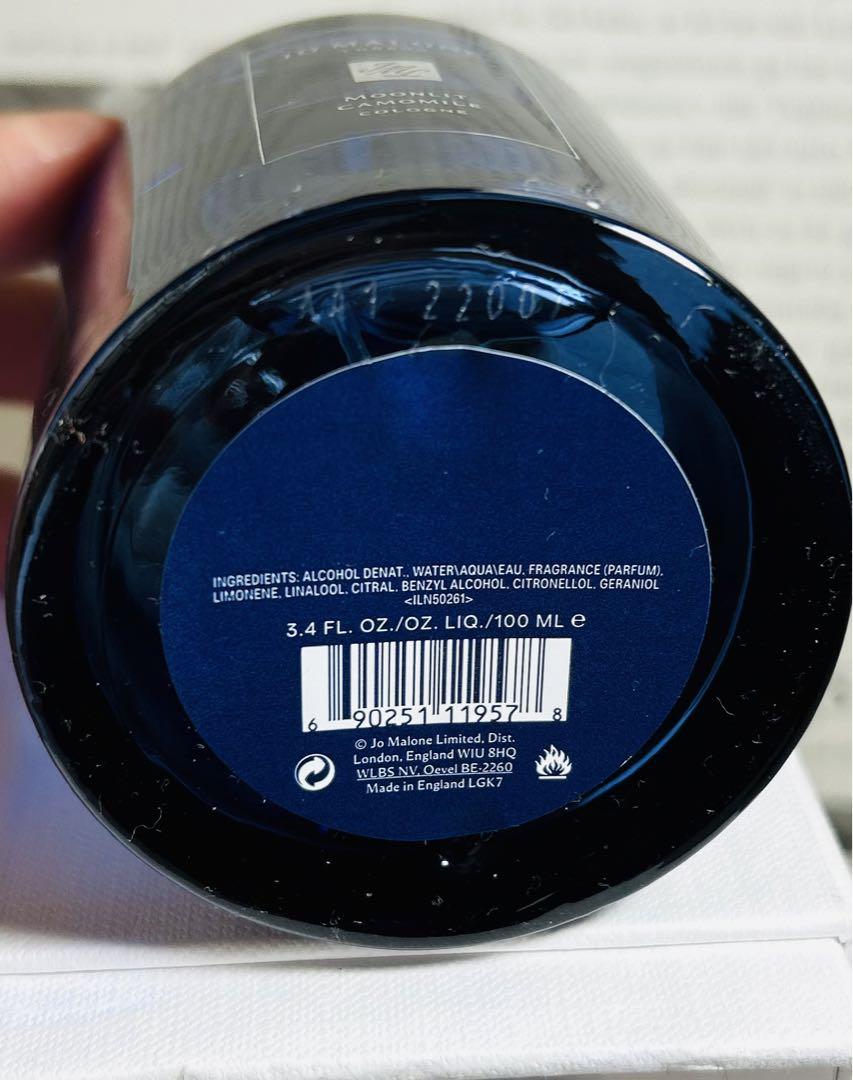 JO MALONE
MOONLIT
CAMOMILE
COLOGNE
INGREDIENTS: ALCOHOL DENAT., WATER\AQUA\EAU, FRAGRANCE (PARFUM),
LIMONENE, LINALOOL, CITRAL, BENZYL ALCOHOL, CITRONELLOL, GERANIOL
<ILN50261>
3.4 FL. OZ./OZ. LIQ./100 ML ℮
6 90251 11957 8
© Jo Malone Limited, Dist.
London, England W1U 8HQ
WLBS NV, Oevel BE-2260
Made in England LGK7